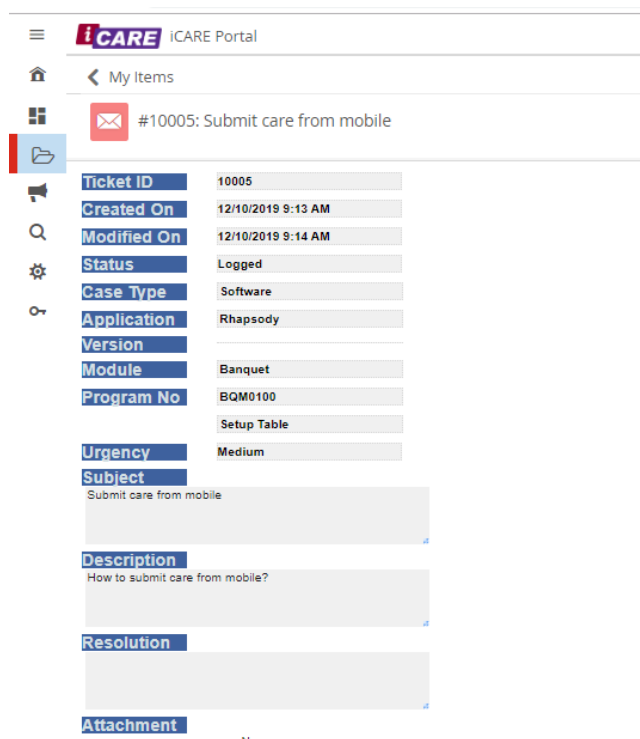 iCARE iCARE Portal
My Items
#10005: Submit care from mobile
Ticket ID 10005
Created On 12/10/2019 9:13 AM
Modified On 12/10/2019 9:14 AM
Status Logged
Case Type Software
Application Rhapsody
Version
Module Banquet
Program No BQM0100
Setup Table
Urgency Medium
Subject
Submit care from mobile
Description
How to submit care from mobile?
Resolution
Attachment